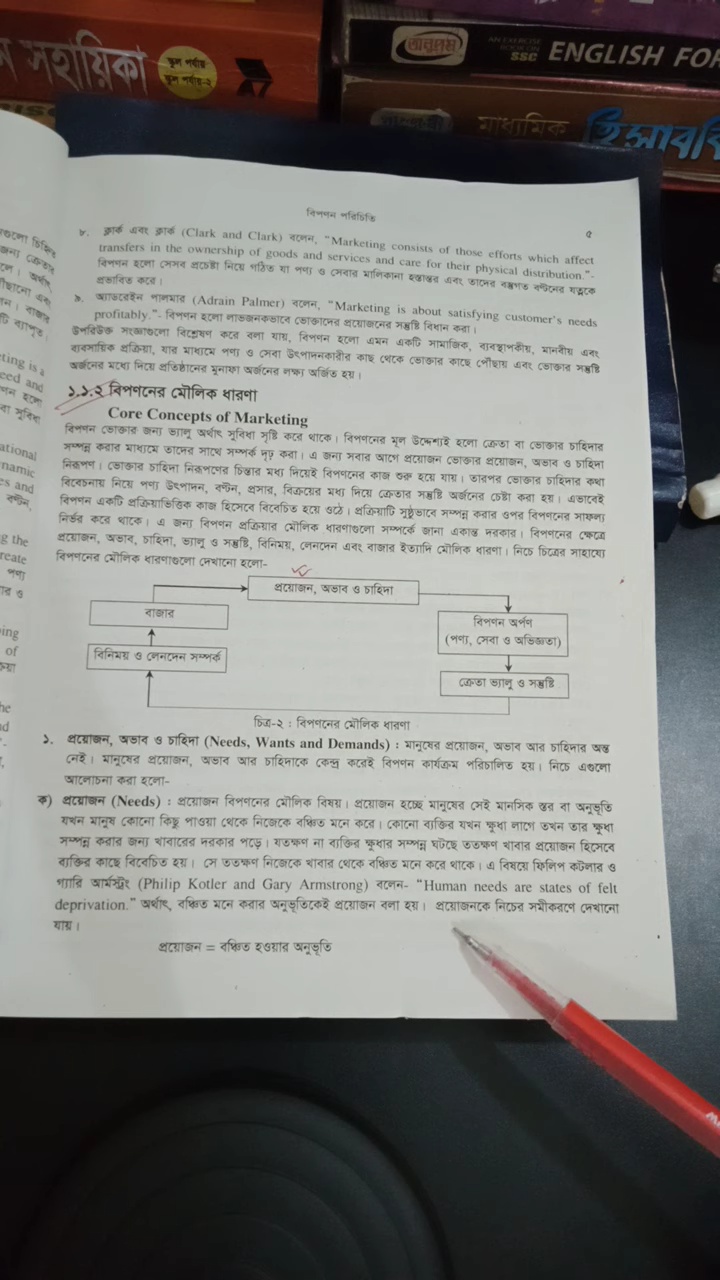 ন সহায়িকা
স্কুল পর্যায়
স্কুল পর্যায়-২
অনুপম
AN EXCLUSIVE
BOOK ON
SSC
ENGLISH FOR
মাধ্যমিক
বিপণন পরিচিতি
৫
৮. ক্লার্ক এবং ক্লার্ক (Clark and Clark) বলেন, "Marketing consists of those efforts which affect
transfers in the ownership of goods and services and care for their physical distribution."-
বিপণন হলো সেসব প্রচেষ্টা নিয়ে গঠিত যা পণ্য ও সেবার মালিকানা হস্তান্তর এবং তাদের বস্তুগত বণ্টনের যত্নকে
প্রভাবিত করে।
৯. অ্যাডরেইন পালমার (Adrain Palmer) বলেন, "Marketing is about satisfying customer's needs
profitably."- বিপণন হলো লাভজনকভাবে ভোক্তাদের প্রয়োজনের সন্তুষ্টি বিধান করা।
উপরিউক্ত সংজ্ঞাগুলো বিশ্লেষণ করে বলা যায়, বিপণন হলো এমন একটি সামাজিক, ব্যবস্থাপকীয়, মানবীয় এবং
ব্যবসায়িক প্রক্রিয়া, যার মাধ্যমে পণ্য ও সেবা উৎপাদনকারীর কাছ থেকে ভোক্তার কাছে পৌঁছায় এবং ভোক্তার সন্তুষ্টি
অর্জনের মধ্যে দিয়ে প্রতিষ্ঠানের মুনাফা অর্জনের লক্ষ্য অর্জিত হয়।
১.১.২ বিপণনের মৌলিক ধারণা
Core Concepts of Marketing
বিপণন ভোক্তার জন্য ভ্যালু অর্থাৎ সুবিধা সৃষ্টি করে থাকে। বিপণনের মূল উদ্দেশ্যই হলো ক্রেতা বা ভোক্তার চাহিদার
সম্পন্ন করার মাধ্যমে তাদের সাথে সম্পর্ক দৃঢ় করা। এ জন্য সবার আগে প্রয়োজন ভোক্তার প্রয়োজন, অভাব ও চাহিদা
নিরূপণ। ভোক্তার চাহিদা নিরূপণের চিন্তার মধ্য দিয়েই বিপণনের কাজ শুরু হয়ে যায়। তারপর ভোক্তার চাহিদার কথা
বিবেচনায় নিয়ে পণ্য উৎপাদন, বণ্টন, প্রসার, বিক্রয়ের মধ্য দিয়ে ক্রেতার সন্তুষ্টি অর্জনের চেষ্টা করা হয়। এভাবেই
বিপণন একটি প্রক্রিয়াভিত্তিক কাজ হিসেবে বিবেচিত হয়ে ওঠে। প্রক্রিয়াটি সুষ্ঠুভাবে সম্পন্ন করার ওপর বিপণনের সাফল্য
নির্ভর করে থাকে। এ জন্য বিপণন প্রক্রিয়ার মৌলিক ধারণাগুলো সম্পর্কে জানা একান্ত দরকার। বিপণনের ক্ষেত্রে
প্রয়োজন, অভাব, চাহিদা, ভ্যালু ও সন্তুষ্টি, বিনিময়, লেনদেন এবং বাজার ইত্যাদি মৌলিক ধারণা। নিচে চিত্রের সাহায্যে
বিপণনের মৌলিক ধারণাগুলো দেখানো হলো-
প্রয়োজন, অভাব ও চাহিদা
বাজার
বিপণন অর্পণ
(পণ্য, সেবা ও অভিজ্ঞতা)
বিনিময় ও লেনদেন সম্পর্ক
ক্রেতা ভ্যালু ও সন্তুষ্টি
চিত্র-২ : বিপণনের মৌলিক ধারণা
১. প্রয়োজন, অভাব ও চাহিদা (Needs, Wants and Demands) : মানুষের প্রয়োজন, অভাব আর চাহিদার অন্ত
নেই। মানুষের প্রয়োজন, অভাব আর চাহিদাকে কেন্দ্র করেই বিপণন কার্যক্রম পরিচালিত হয়। নিচে এগুলো
আলোচনা করা হলো-
ক) প্রয়োজন (Needs) : প্রয়োজন বিপণনের মৌলিক বিষয়। প্রয়োজন হচ্ছে মানুষের সেই মানসিক স্তর বা অনুভূতি
যখন মানুষ কোনো কিছু পাওয়া থেকে নিজেকে বঞ্চিত মনে করে। কোনো ব্যক্তির যখন ক্ষুধা লাগে তখন তার ক্ষুধা
সম্পন্ন করার জন্য খাবারের দরকার পড়ে। যতক্ষণ না ব্যক্তির ক্ষুধার সম্পন্ন ঘটছে ততক্ষণ খাবার প্রয়োজন হিসেবে
ব্যক্তির কাছে বিবেচিত হয়। সে ততক্ষণ নিজেকে খাবার থেকে বঞ্চিত মনে করে থাকে। এ বিষয়ে ফিলিপ কটলার ও
গ্যারি আর্মস্ট্রং (Philip Kotler and Gary Armstrong) বলেন- "Human needs are states of felt
deprivation." অর্থাৎ, বঞ্চিত মনে করার অনুভূতিকেই প্রয়োজন বলা হয়। প্রয়োজনকে নিচের সমীকরণে দেখানো
যায়।
প্রয়োজন = বঞ্চিত হওয়ার অনুভূতি